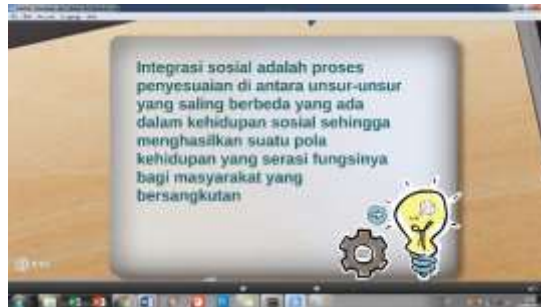 Integrasi sosial adalah proses
penyesuaian di antara unsur-unsur
yang saling berbeda yang ada
dalam kehidupan sosial sehingga
menghasilkan suatu pola
kehidupan yang serasi fungsinya
bagi masyarakat yang
bersangkutan